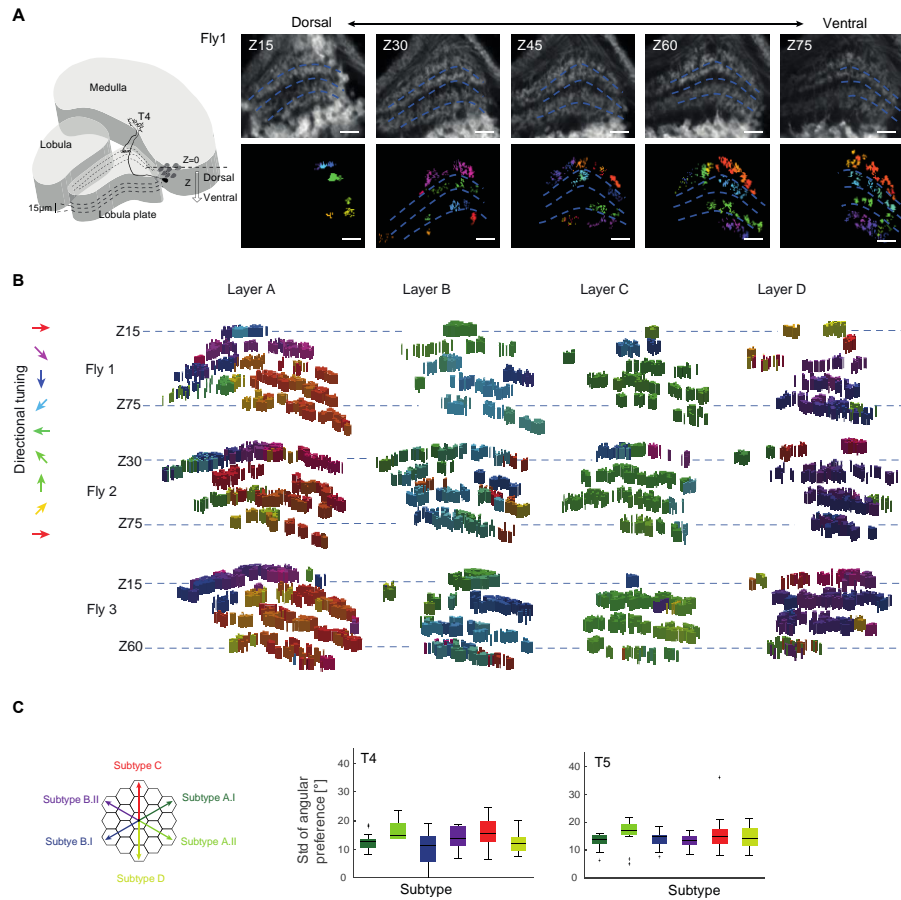 A
Dorsal
Ventral
Fly1
Z15
Z30
Z45
Z60
Z75
Medulla
T4
Lobula
Z=0
Z
Dorsal
Ventral
15μm
Lobula plate
B
Layer A
Layer B
Layer C
Layer D
Directional tuning
Z15
Fly 1
Z75
Z30
Fly 2
Z75
Z15
Fly 3
Z60
C
Subtype C
Subtype B.II
Subtype A.I
Subtye B.I
Subtype A.II
Subtype D
Std of angular
preference [°]
T4
40
30
20
10
0
Subtype
T5
40
30
20
10
0
Subtype